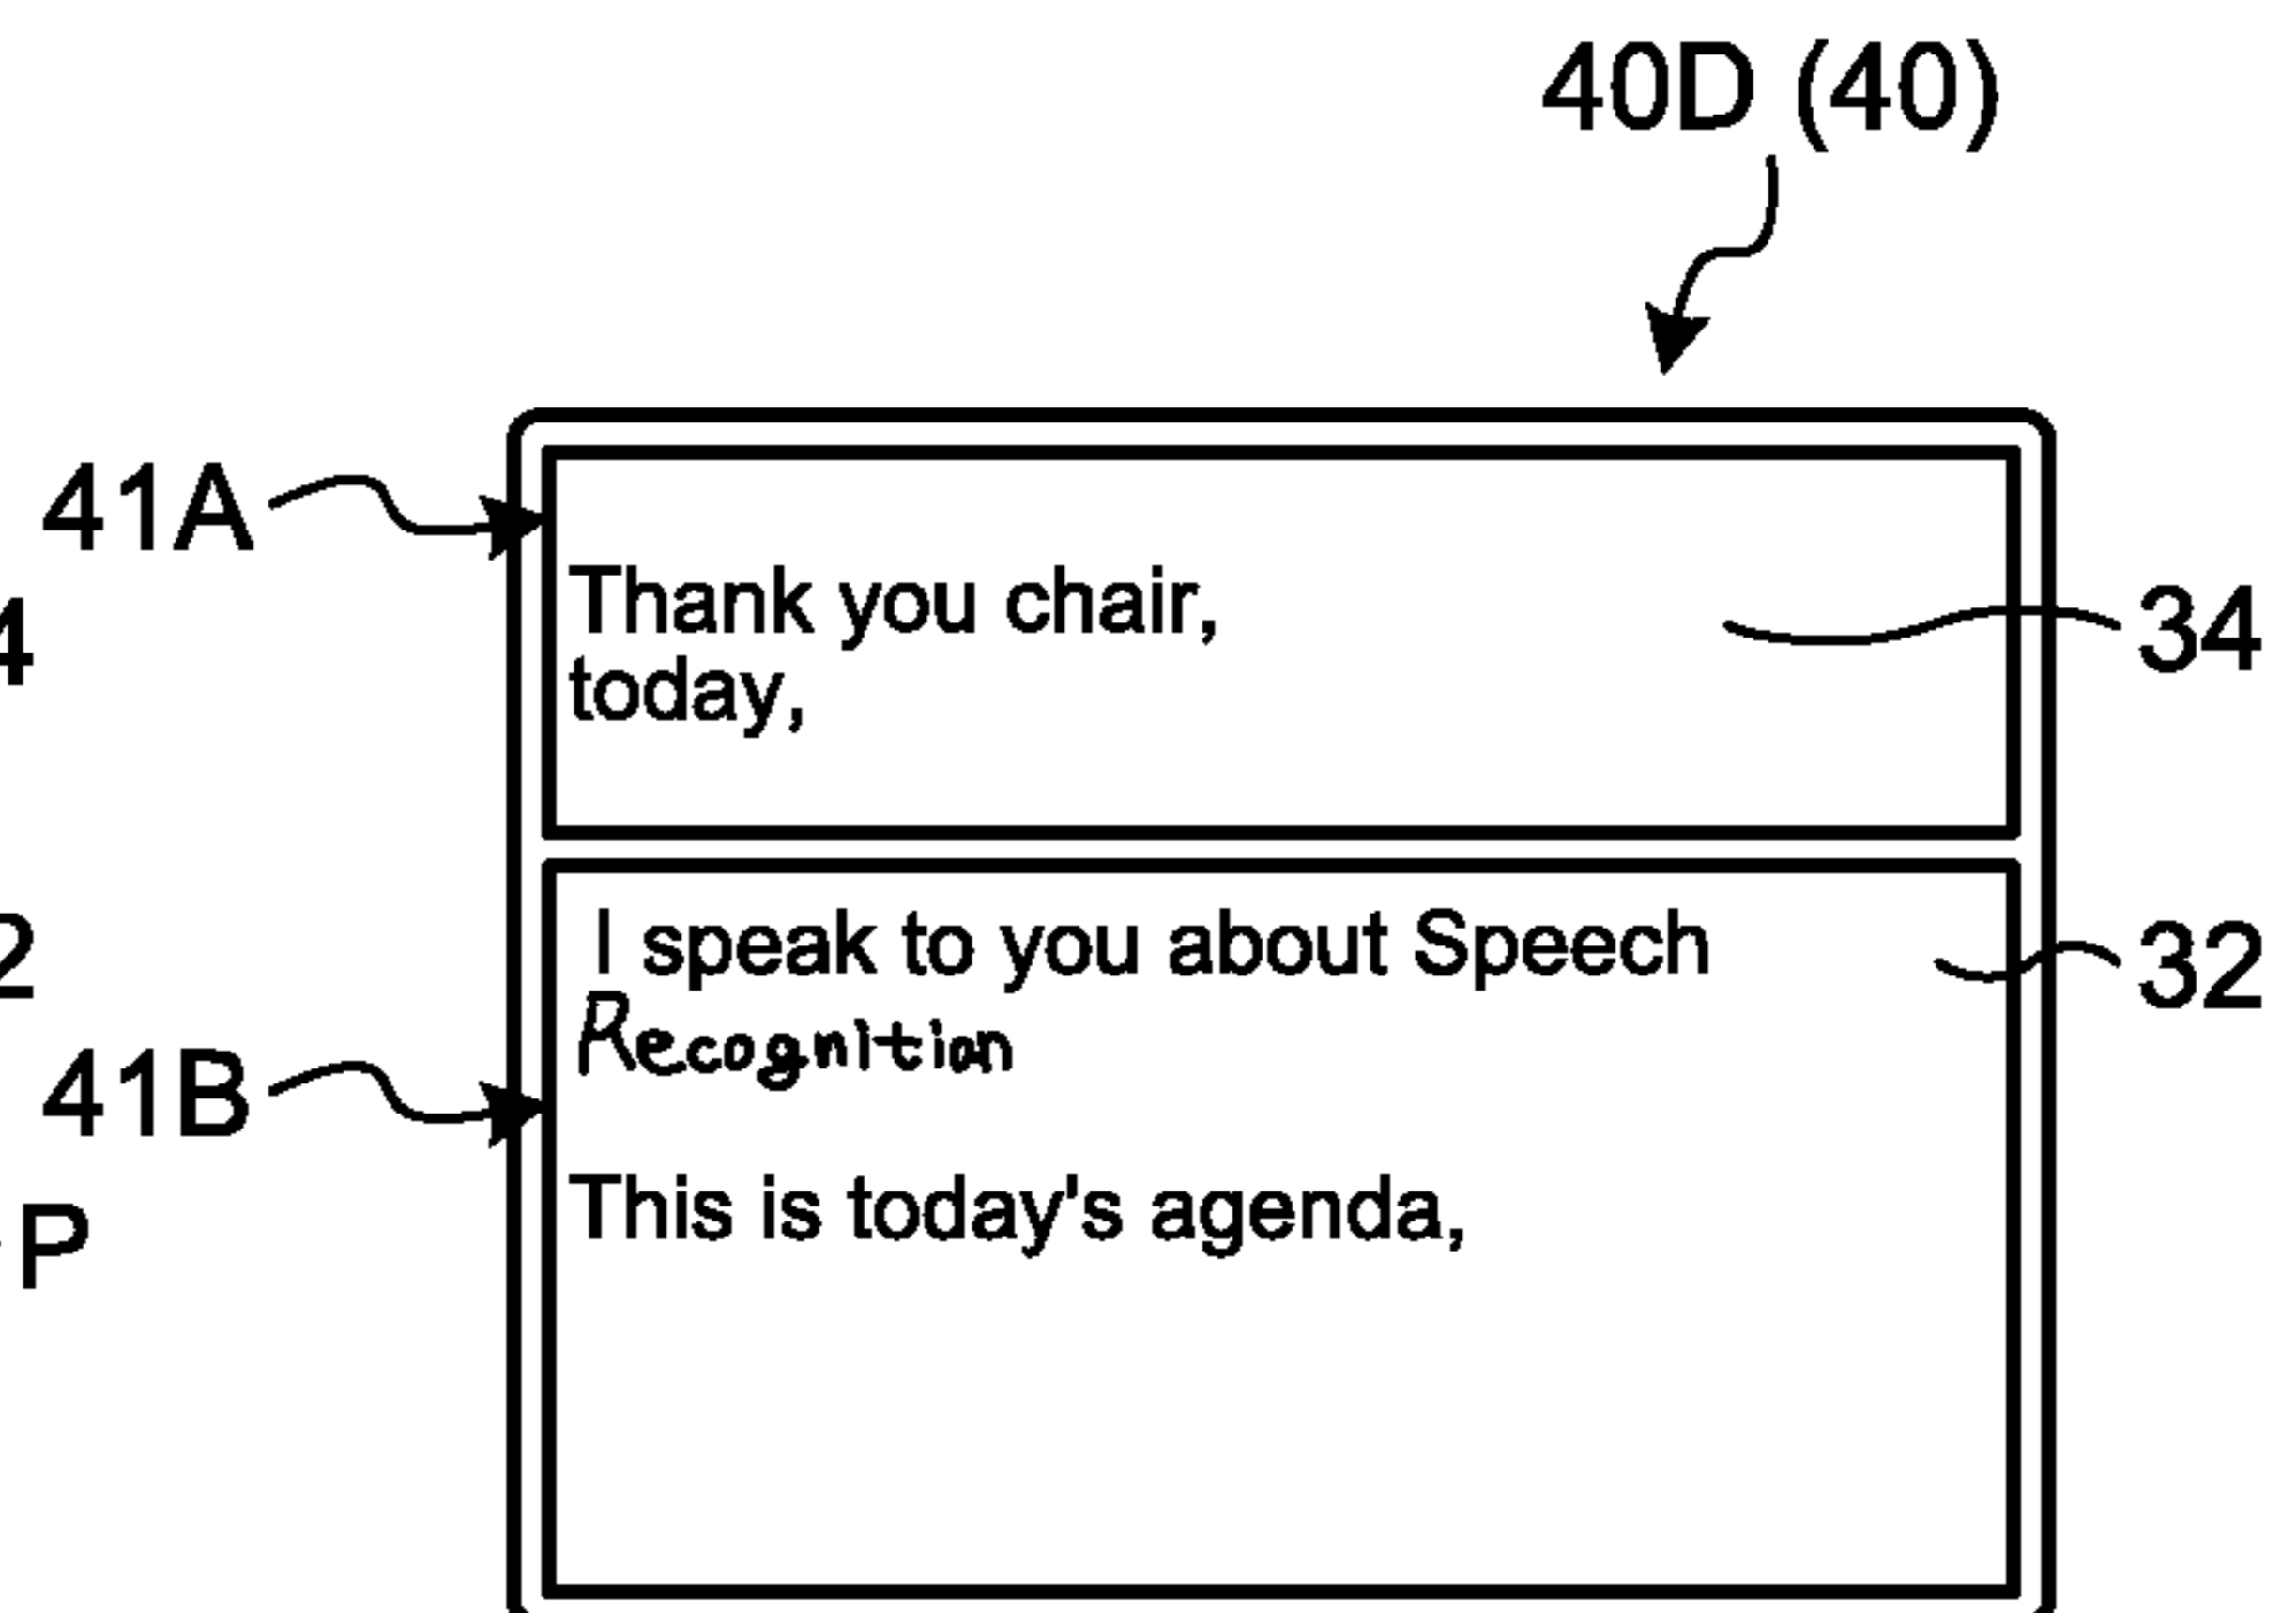 40D (40)
41A
Thank you chair,
today,
34
4
I speak to you about Speech
32
2
Recognition
41B
This is today's agenda,
P